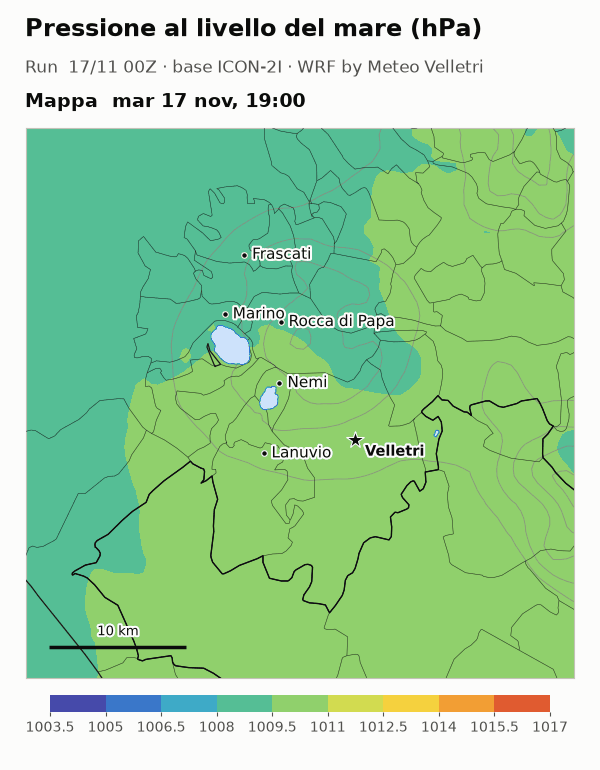 Pressione al livello del mare (hPa)
Run  17/11 00Z · base ICON-2I · WRF by Meteo Velletri
Mappa  mar 17 nov, 19:00
Frascati
Marino
Rocca di Papa
Nemi
Velletri
Lanuvio
10 km
1003.5 1005 1006.5 1008 1009.5 1011 1012.5 1014 1015.5 1017